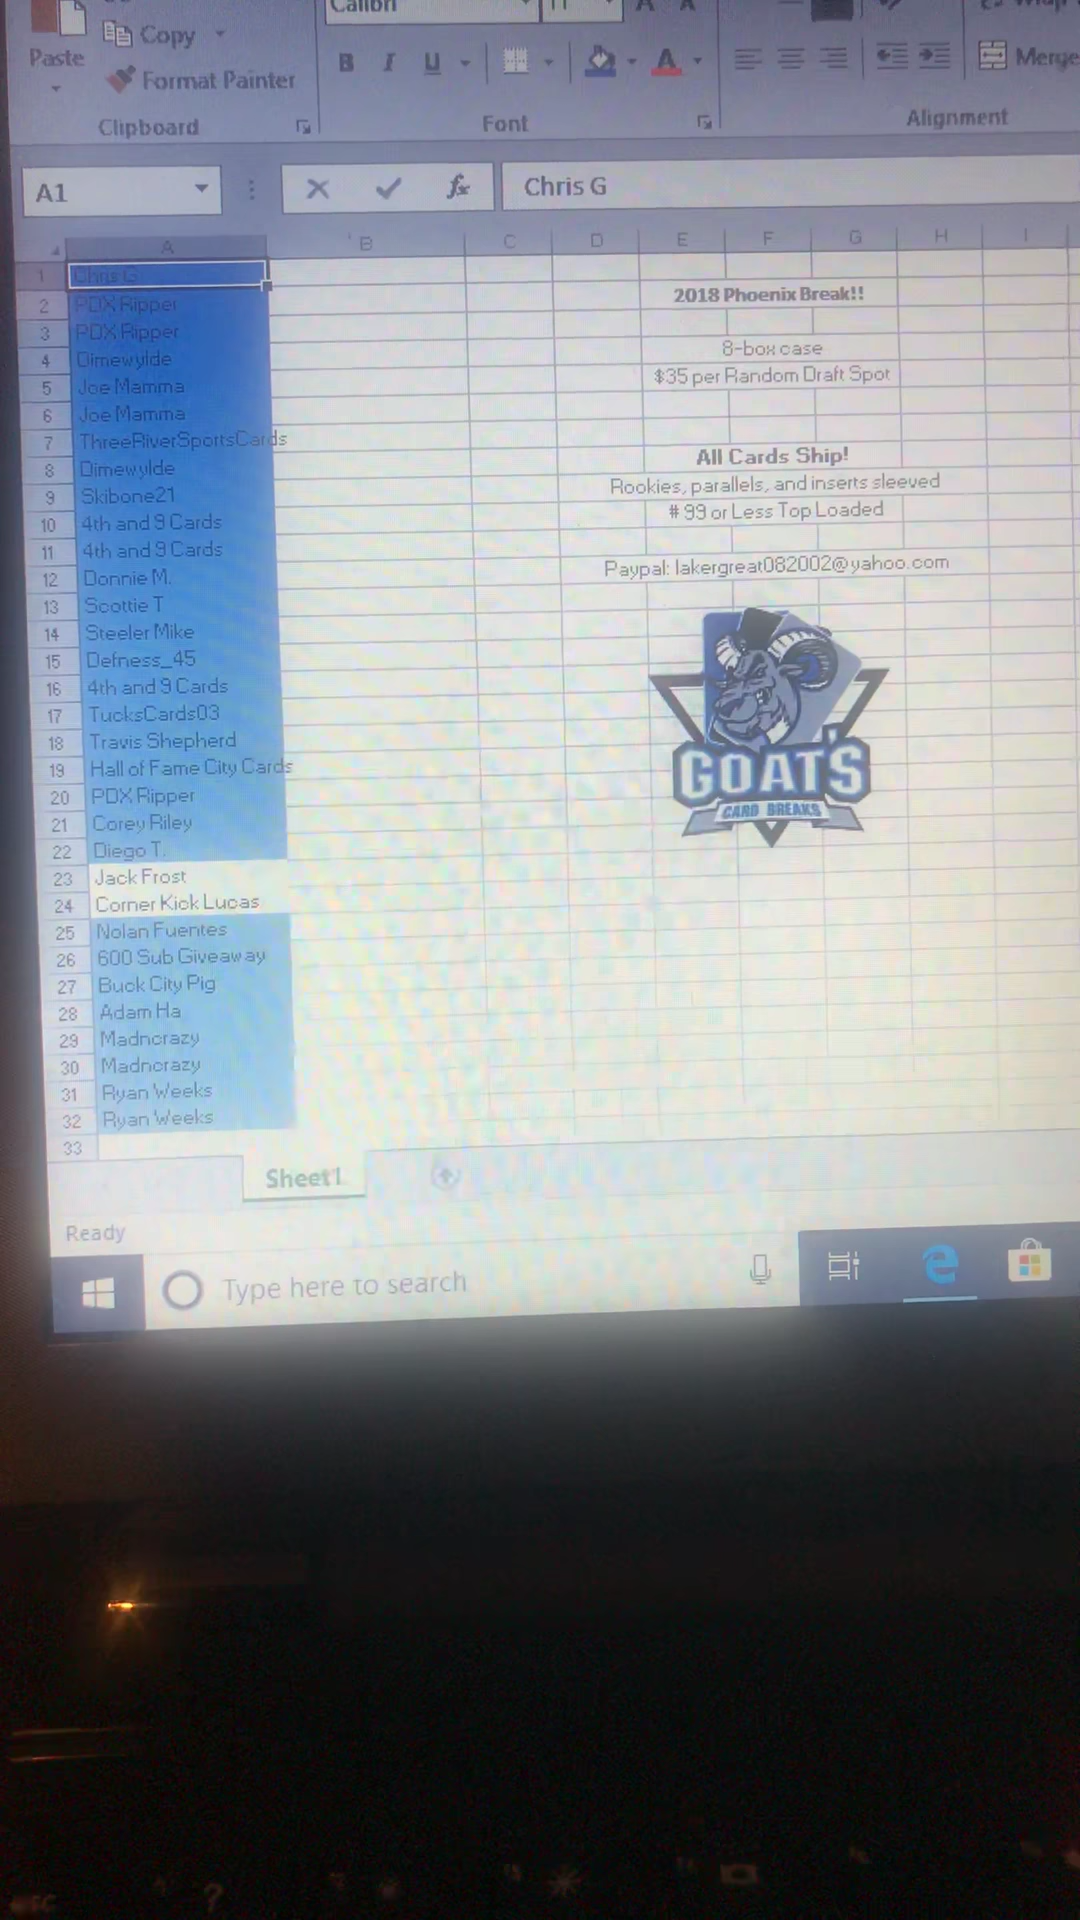 Calibri
11
Paste
Copy
Format Painter
Merge
Clipboard
Font
Alignment
A1
fx
Chris G
A B C D E F G H I
1 Chris G
2 PDX Ripper
3 PDX Ripper
4 Dimewylde
5 Joe Mamma
6 Joe Mamma
7 ThreeRiverSportsCards
8 Dimewylde
9 Skibone21
10 4th and 9 Cards
11 4th and 9 Cards
12 Donnie M.
13 Scottie T
14 Steeler Mike
15 Defness_45
16 4th and 9 Cards
17 TucksCards03
18 Travis Shepherd
19 Hall of Fame City Cards
20 PDX Ripper
21 Corey Riley
22 Diego T.
23 Jack Frost
24 Corner Kick Lucas
25 Nolan Fuentes
26 600 Sub Giveaway
27 Buck City Pig
28 Adam Ha
29 Madncrazy
30 Madncrazy
31 Ryan Weeks
32 Ryan Weeks
33
2018 Phoenix Break!!
8-box case
$35 per Random Draft Spot
All Cards Ship!
Rookies, parallels, and inserts sleeved
# 99 or Less Top Loaded
Paypal: lakergreat082002@yahoo.com
GOAT'S
CARD BREAKS
Sheet1
Ready
Type here to search